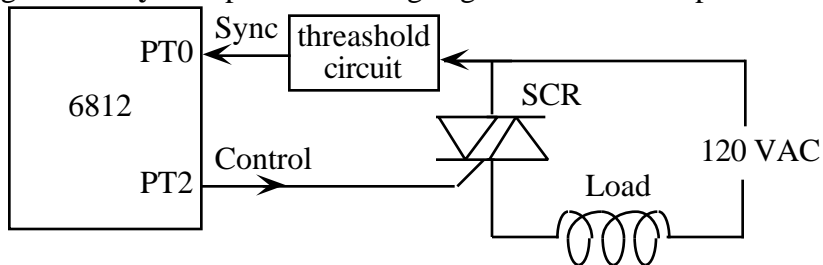 Sync
PT0
threashold
circuit
SCR
6812
120 VAC
Control
PT2
Load